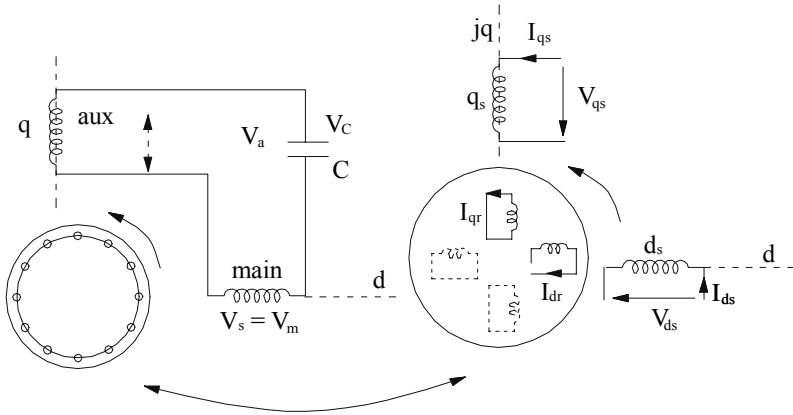 q
aux
V_a
V_C
C
main
d
V_s = V_m
jq
I_qs
q_s
V_qs
I_qr
I_dr
d_s
d
I_ds
V_ds